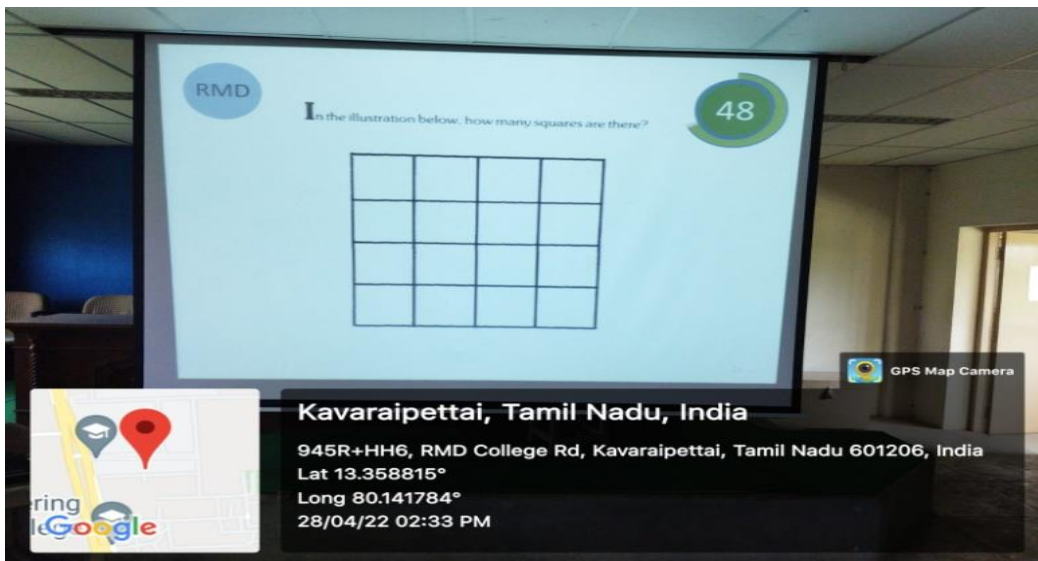 RMD
48
In the illustration below, how many squares are there?
GPS Map Camera
Kavaraipettai, Tamil Nadu, India
945R+HH6, RMD College Rd, Kavaraipettai, Tamil Nadu 601206, India
Lat 13.358815°
Long 80.141784°
28/04/22 02:33 PM
ring
Google